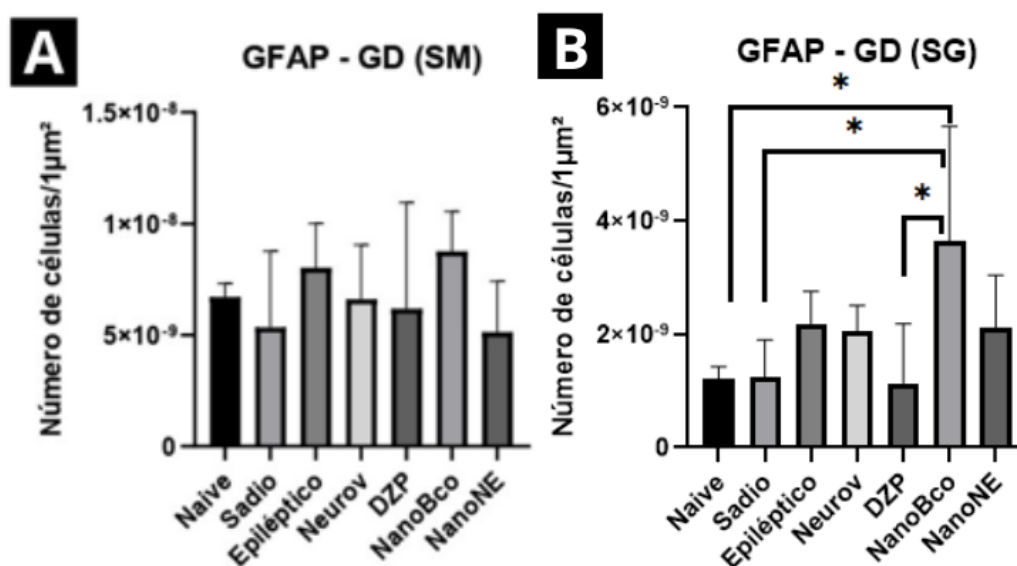 A
GFAP - GD (SM)
Número de células/1µm²
1.5×10⁻⁸
1×10⁻⁸
5×10⁻⁹
0
Naive
Sadio
Epiléptico
Neurov
DZP
NanoBco
NanoNE
B
GFAP - GD (SG)
Número de células/1µm²
6×10⁻⁹
4×10⁻⁹
2×10⁻⁹
0
*
*
*
Naive
Sadio
Epiléptico
Neurov
DZP
NanoBco
NanoNE